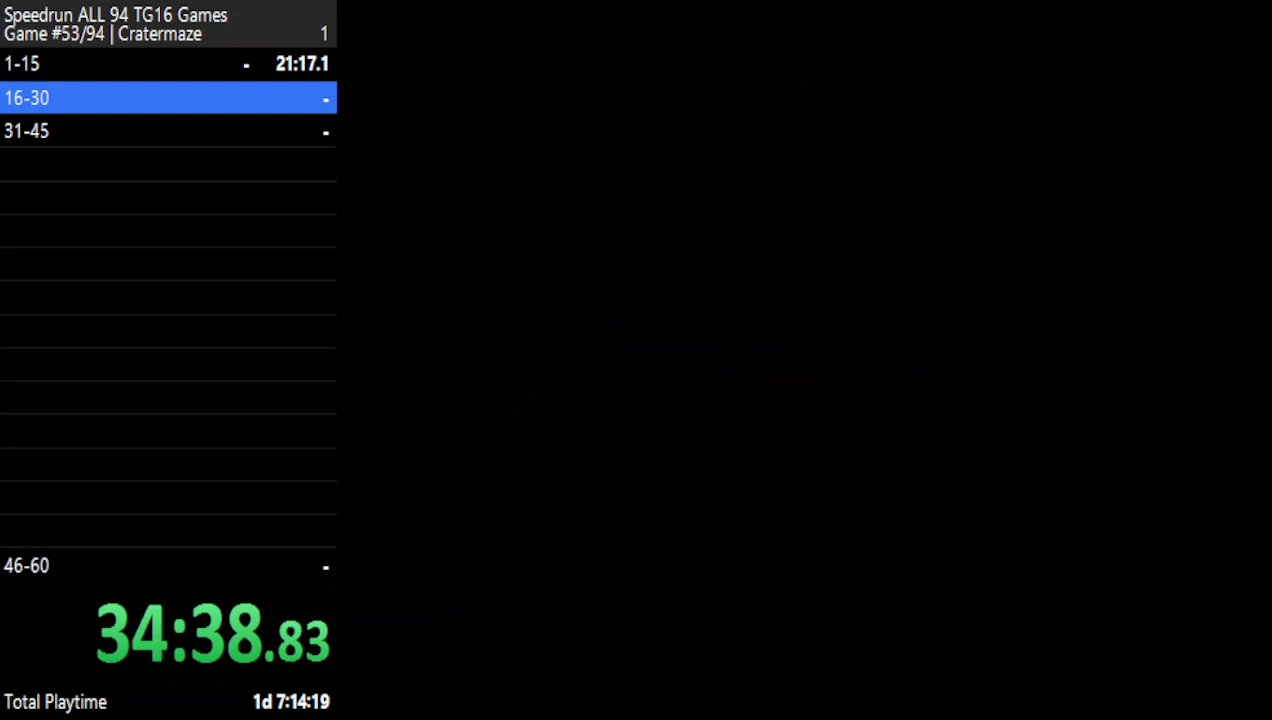 Speedrun ALL 94 TG16 Games
Game #53/94 | Cratermaze 1
1-15 - 21:17.1
16-30 -
31-45 -
46-60 -
34:38.83
Total Playtime 1d 7:14:19